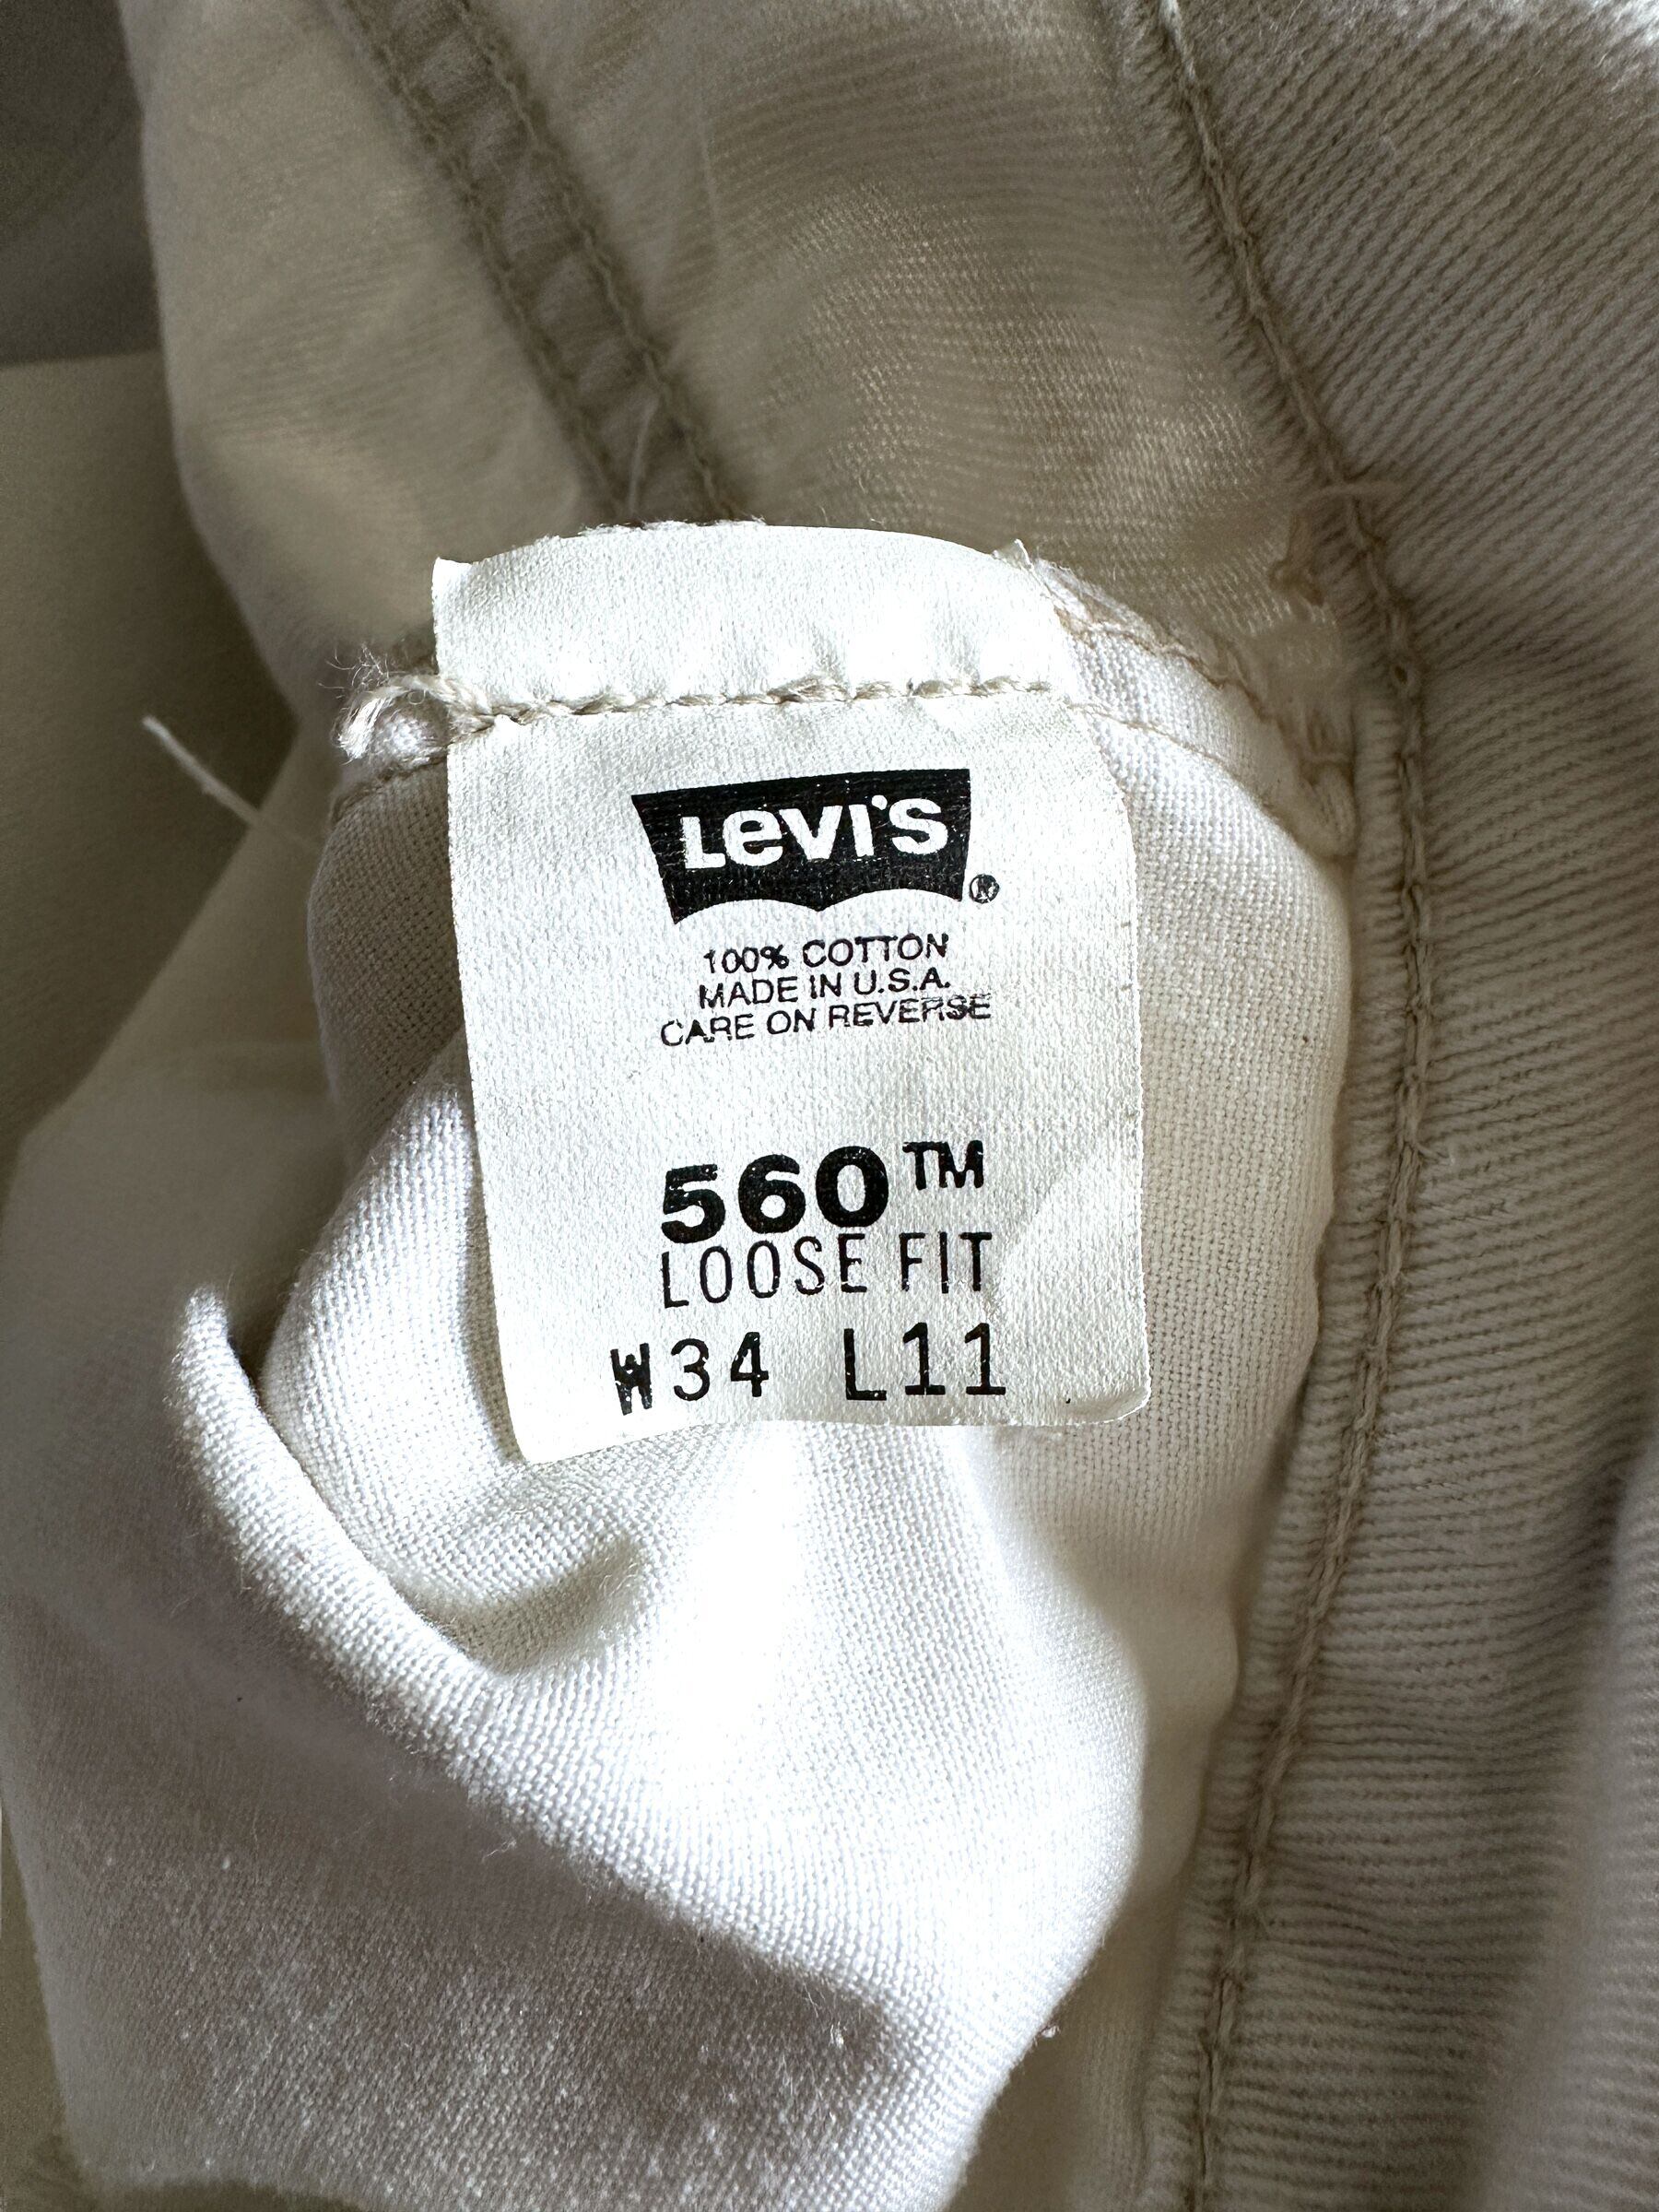 Levi's®
100% COTTON
MADE IN U.S.A.
CARE ON REVERSE
560™
LOOSE FIT
W34 L11